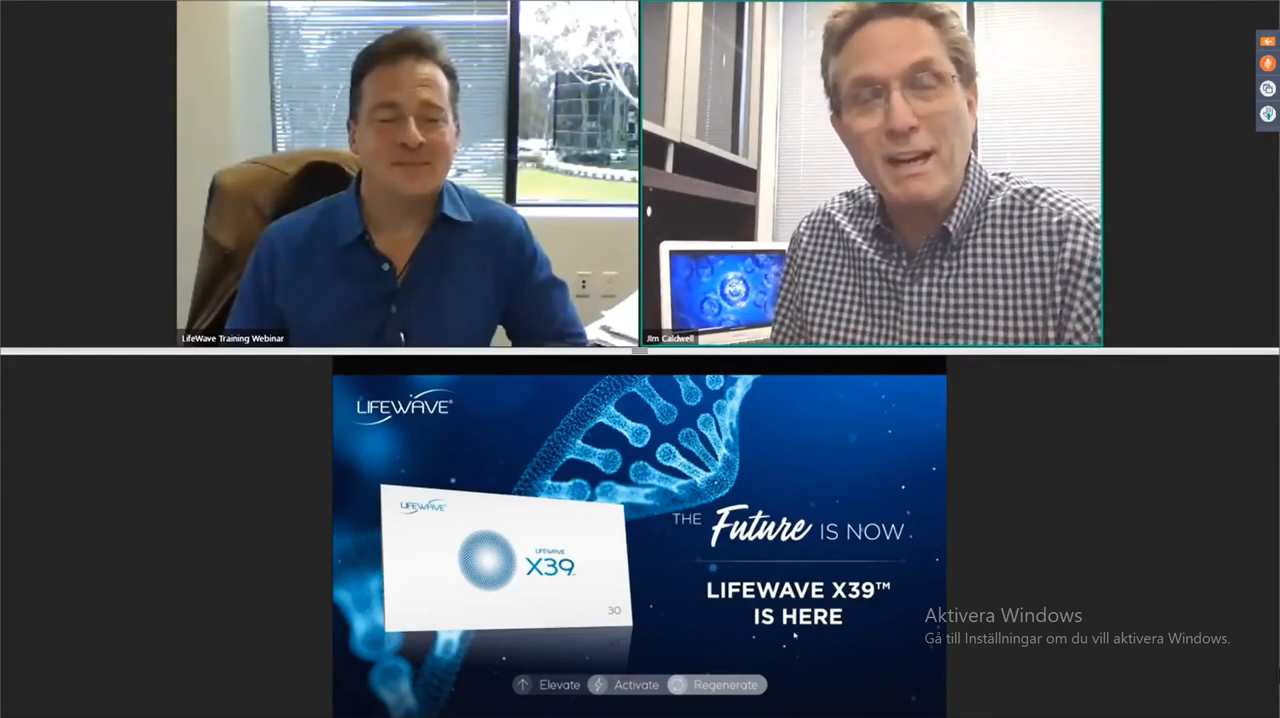 LifeWave Training Webinar
Jim Caldwell
LIFEWAVE®
LIFEWAVE
LIFEWAVE
X39
30
THE Future IS NOW
LIFEWAVE X39™
IS HERE
Elevate Activate Regenerate
Aktivera Windows
Gå till Inställningar om du vill aktivera Windows.